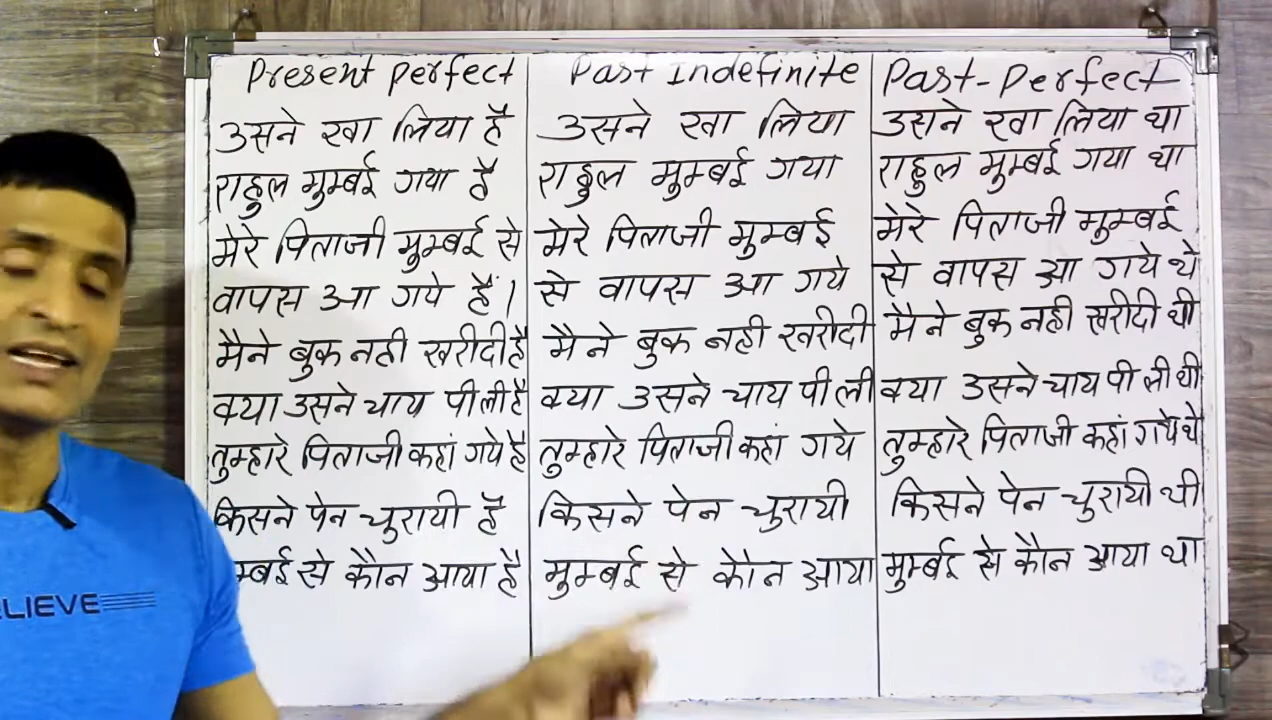 Present Perfect
उसने खा लिया है
राहुल मुम्बई गया है
मेरे पिताजी मुम्बई से
वापस आ गये हैं।
मैने बुक नही खरीदी है
क्या उसने चाय पी ली है
तुम्हारे पिताजी कहां गये है
किसने पेन चुरायी है
म्बई से कौन आया है
Past Indefinite
उसने खा लिया
राहुल मुम्बई गया
मेरे पिताजी मुम्बई
से वापस आ गये
मैने बुक नही खरीदी
क्या उसने चाय पी ली
तुम्हारे पिताजी कहां गये
किसने पेन चुरायी
मुम्बई से कौन आया
Past-Perfect
उसने खा लिया था
राहुल मुम्बई गया था
मेरे पिताजी मुम्बई
से वापस आ गये थे
मैने बुक नही खरीदी थी
क्या उसने चाय पी ली थी
तुम्हारे पिताजी कहां गये थे
किसने पेन चुरायी थी
मुम्बई से कौन आया था
ELIEVE